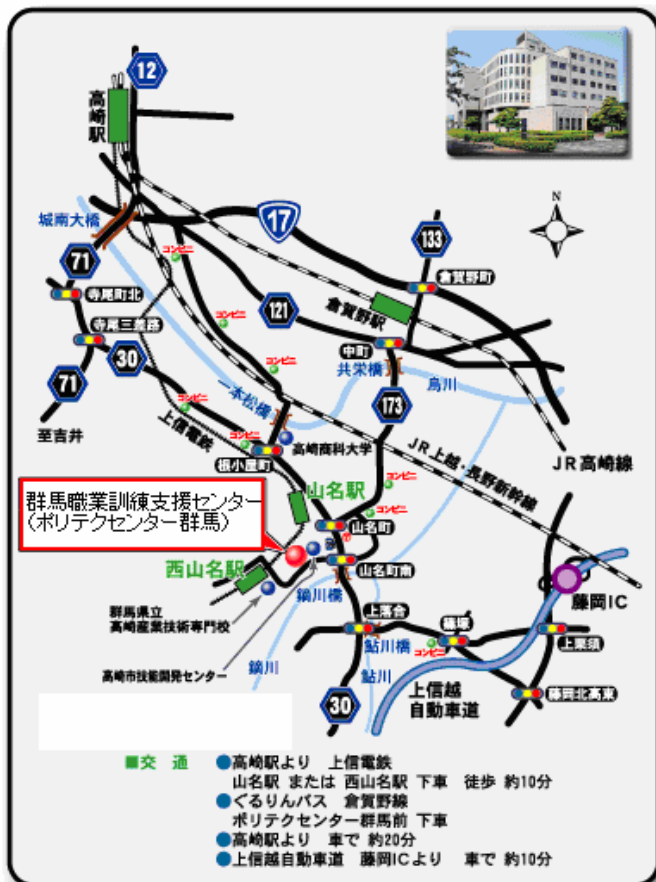 12
高崎駅
N
城南大橋
17
133
71
コンビニ
倉賀野町
寺尾町北
121
倉賀野駅
コンビニ
寺尾三差路
30
中町
共栄橋
烏川
71
コンビニ
一本松橋
173
至吉井
コンビニ
上信電鉄
コンビニ
高崎商科大学
JR上越・長野新幹線
JR高崎線
根小屋町
コンビニ
群馬職業訓練支援センター
(ポリテクセンター群馬)
山名駅
コンビニ
山名町
西山名駅
山名町南
鏑川橋
藤岡IC
群馬県立
高崎産業技術専門校
上落合
篠塚
上栗須
鮎川橋
コンビニ
高崎市技能開発センター
鏑川
鮎川
上信越
自動車道
藤岡北高東
30
■交 通
●高崎駅より 上信電鉄
山名駅 または 西山名駅 下車 徒歩 約10分
●ぐるりんバス 倉賀野線
ポリテクセンター群馬前 下車
●高崎駅より 車で 約20分
●上信越自動車道 藤岡ICより 車で 約10分